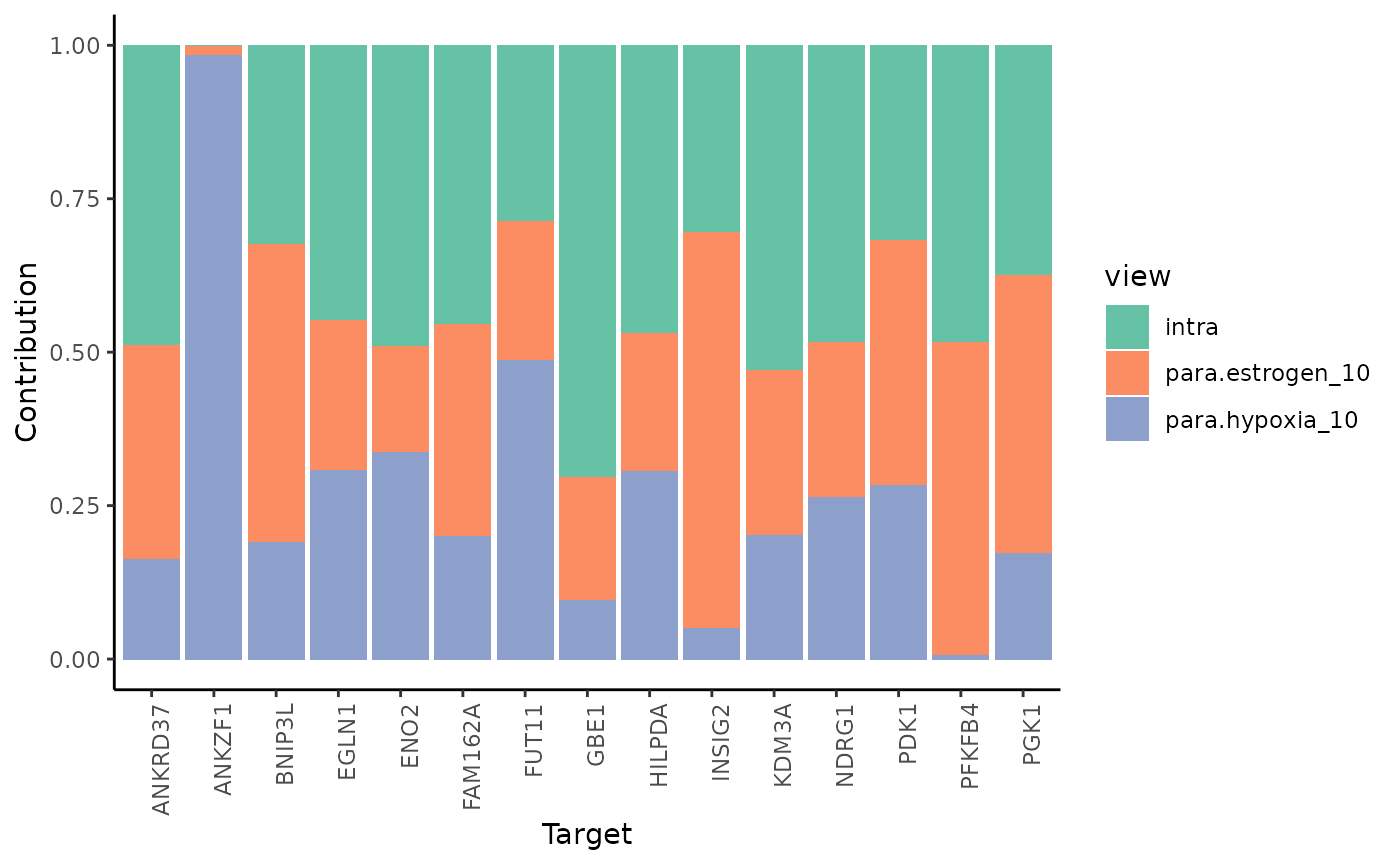 1.00
0.75
0.50
0.25
0.00
Contribution
ANKRD37
ANKZF1
BNIP3L
EGLN1
ENO2
FAM162A
FUT11
GBE1
HILPDA
INSIG2
KDM3A
NDRG1
PDK1
PFKFB4
PGK1
Target
view
intra
para.estrogen_10
para.hypoxia_10